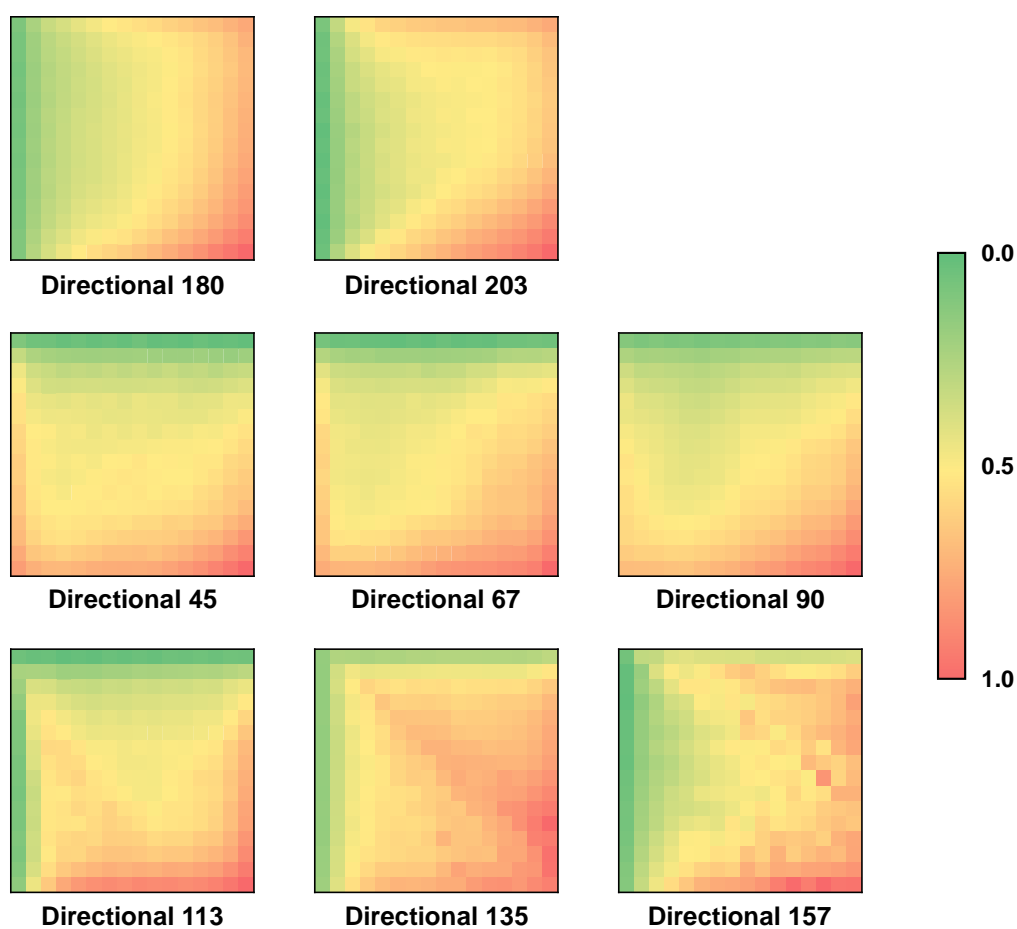 Directional 180
Directional 203
0.0
Directional 45
Directional 67
Directional 90
0.5
1.0
Directional 113
Directional 135
Directional 157